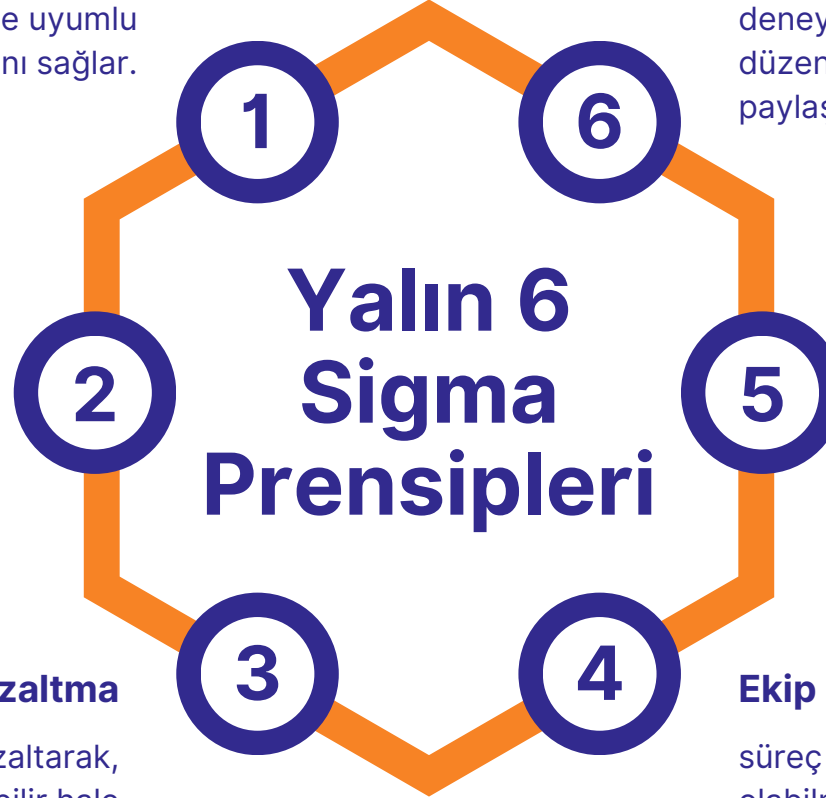 e uyumlu
nı sağlar.
deney
düzen
1
6
Yalın 6
Sigma
Prensipleri
2
5
3
4
zaltma
zaltarak,
Ekip
süreç